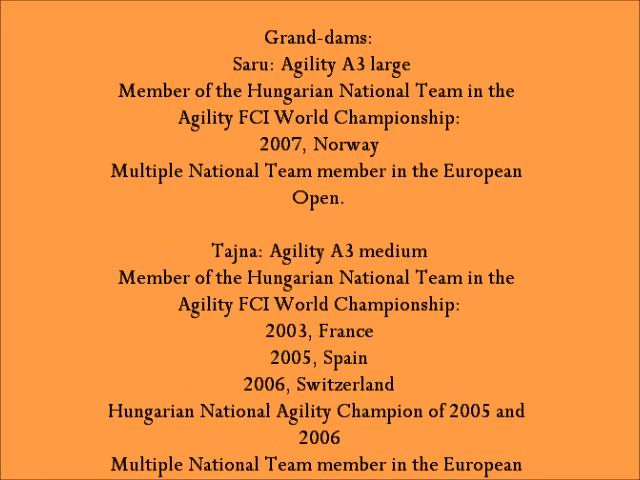 Grand-dams:
Saru: Agility A3 large
Member of the Hungarian National Team in the
Agility FCI World Championship:
2007, Norway
Multiple National Team member in the European
Open.
Tajna: Agility A3 medium
Member of the Hungarian National Team in the
Agility FCI World Championship:
2003, France
2005, Spain
2006, Switzerland
Hungarian National Agility Champion of 2005 and
2006
Multiple National Team member in the European